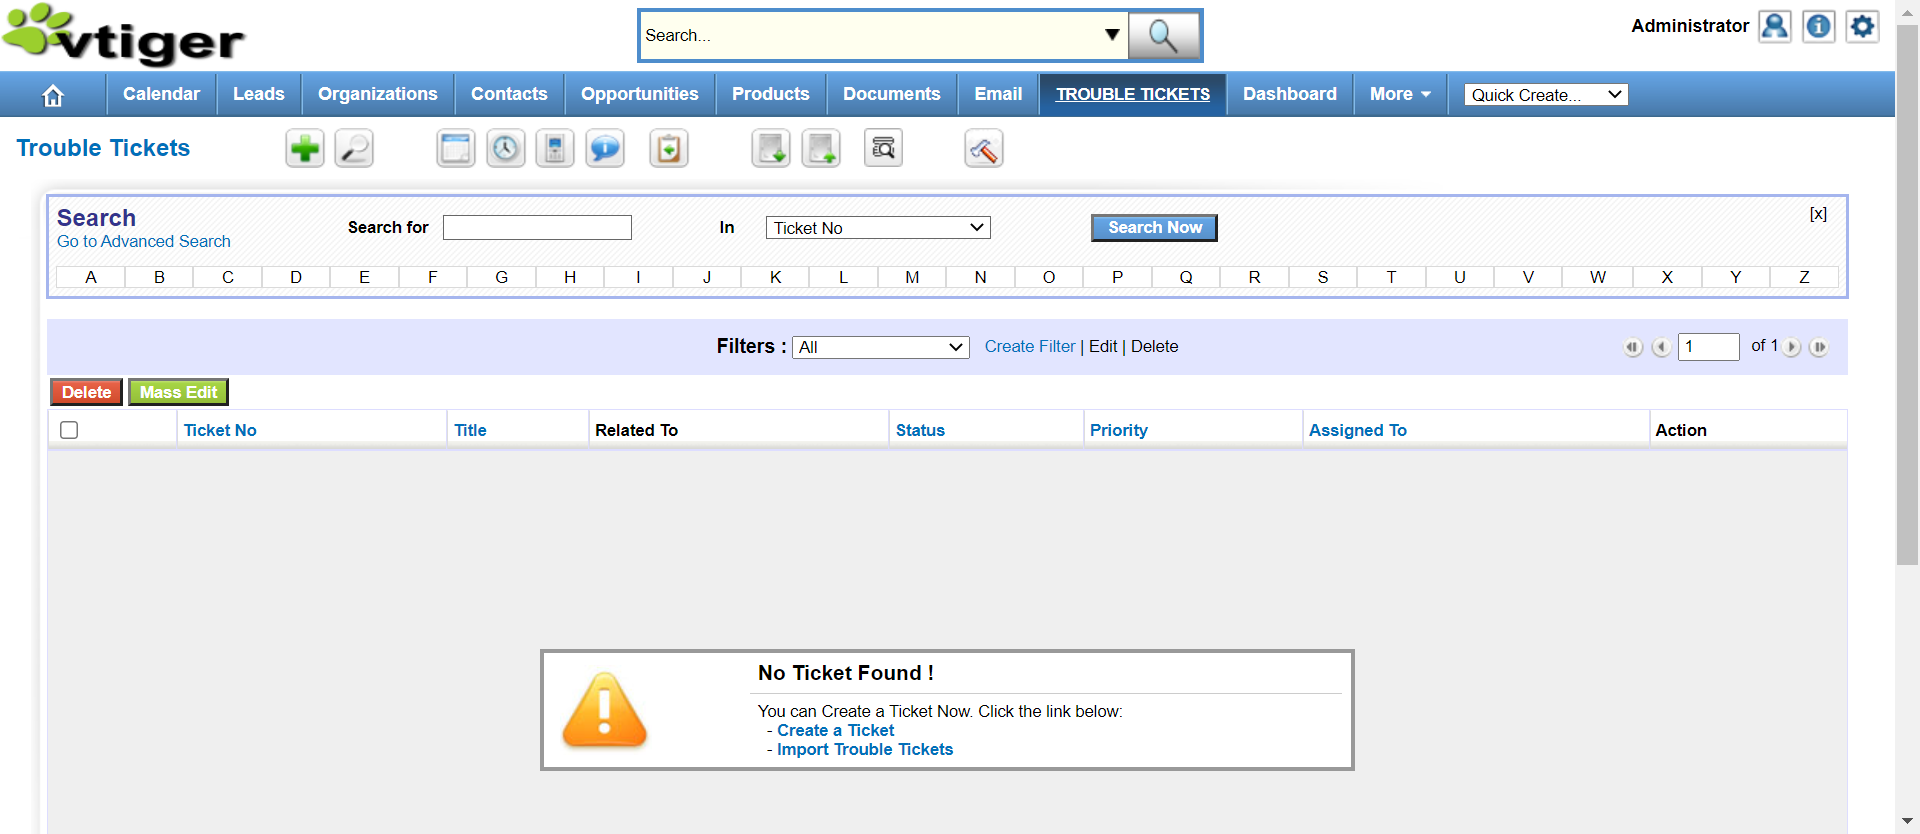 vtiger
Search...
Administrator
Calendar Leads Organizations Contacts Opportunities Products Documents Email TROUBLE TICKETS Dashboard More Quick Create...
Trouble Tickets
Search
Go to Advanced Search
Search for In Ticket No Search Now [x]
A B C D E F G H I J K L M N O P Q R S T U V W X Y Z
Filters : All Create Filter | Edit | Delete 1 of 1
Delete Mass Edit
Ticket No Title Related To Status Priority Assigned To Action
No Ticket Found !
You can Create a Ticket Now. Click the link below:
- Create a Ticket
- Import Trouble Tickets